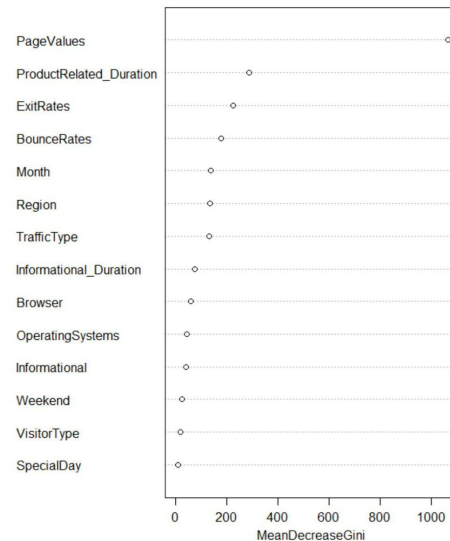 PageValues
ProductRelated_Duration
ExitRates
BounceRates
Month
Region
TrafficType
Informational_Duration
Browser
OperatingSystems
Informational
Weekend
VisitorType
SpecialDay
0 200 400 600 800 1000
MeanDecreaseGini